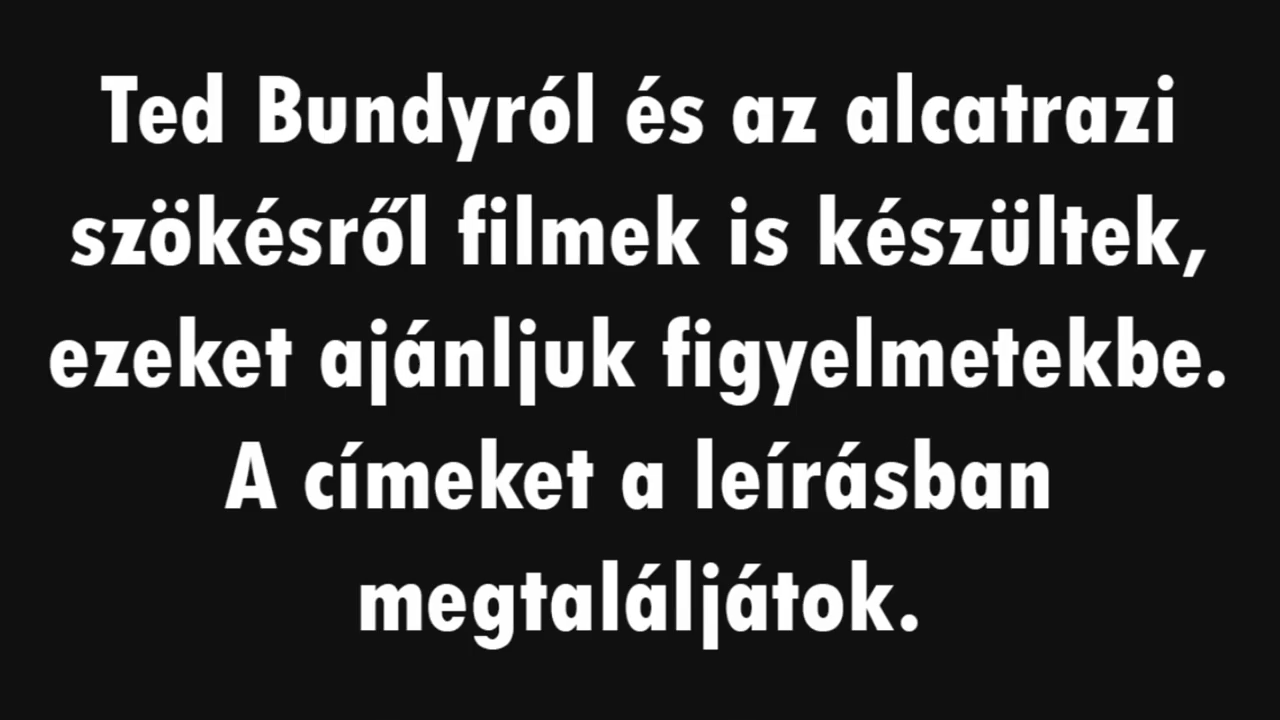 Ted Bundyról és az alcatrazi
szökésről filmek is készültek,
ezeket ajánljuk figyelmetekbe.
A címeket a leírásban
megtaláljátok.